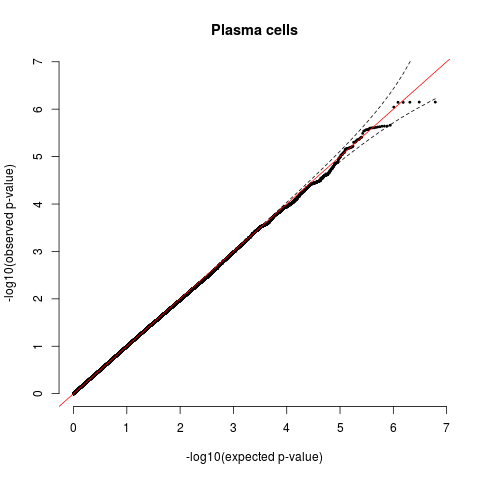 Plasma cells
-log10(observed p-value)
7
6
5
4
3
2
1
0
0 1 2 3 4 5 6 7
-log10(expected p-value)